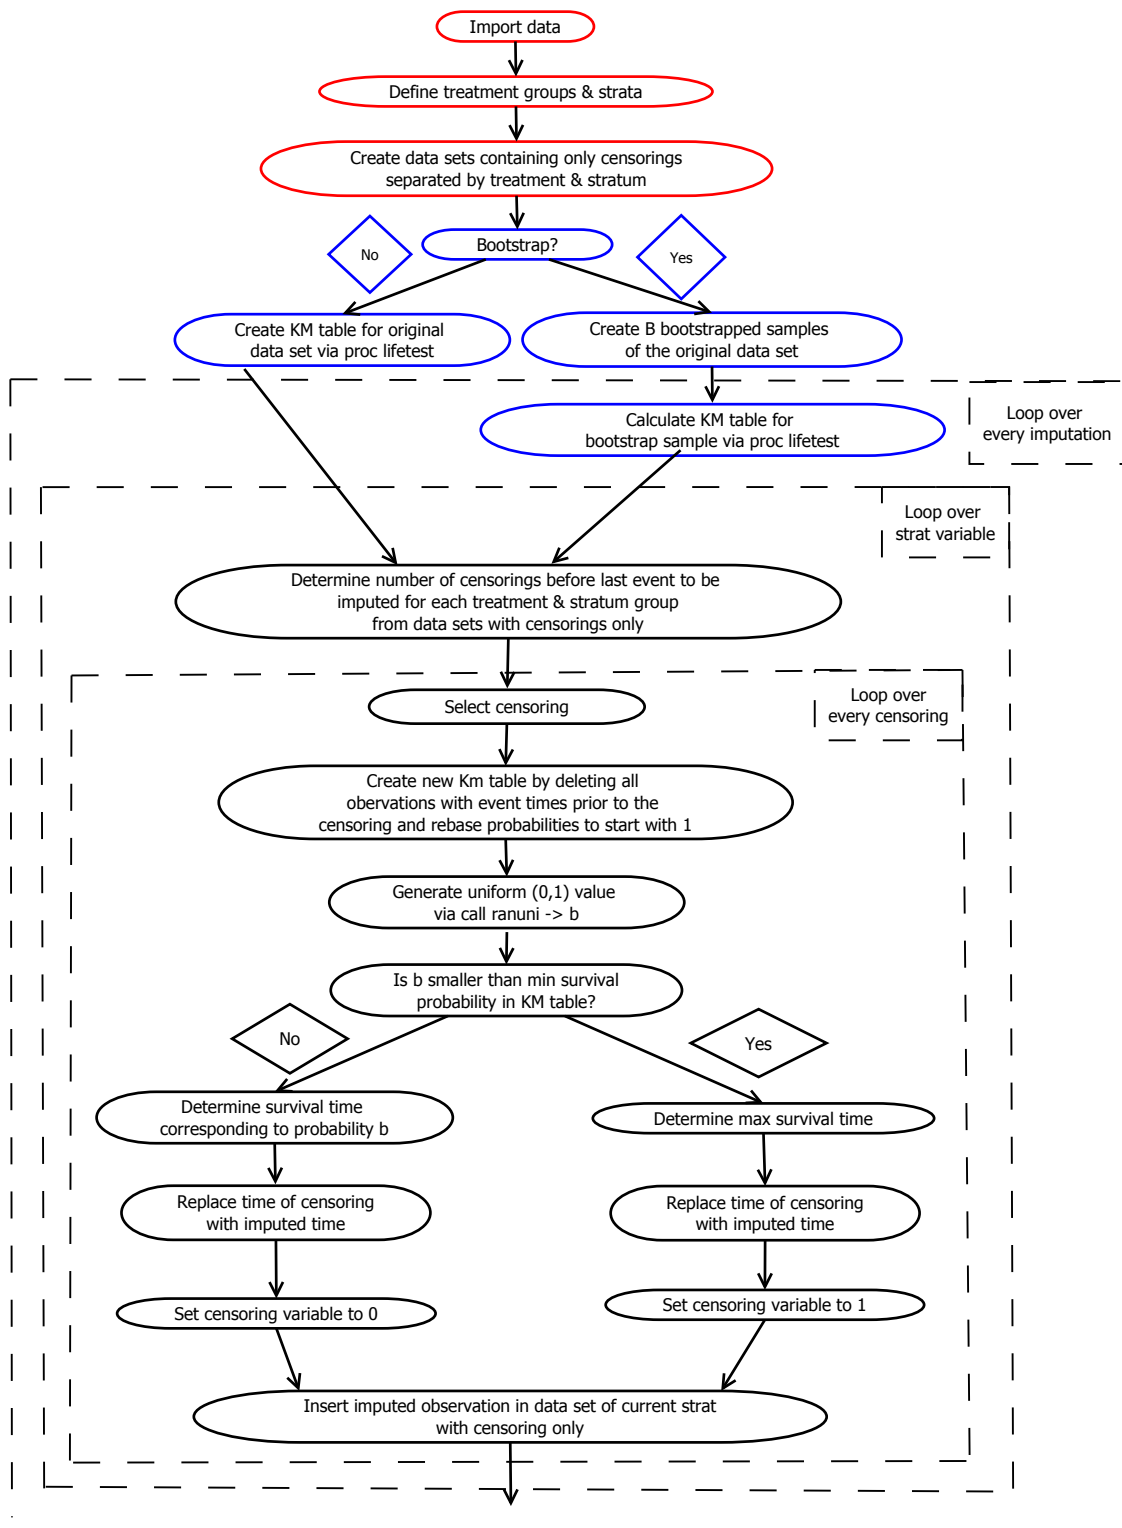 Import data
Define treatment groups & strata
Create data sets containing only censorings
separated by treatment & stratum
Bootstrap?
No
Yes
Create KM table for original
data set via proc lifetest
Create B bootstrapped samples
of the original data set
Loop over
every imputation
Calculate KM table for
bootstrap sample via proc lifetest
Loop over
strat variable
Determine number of censorings before last event to be
imputed for each treatment & stratum group
from data sets with censorings only
Loop over
every censoring
Select censoring
Create new Km table by deleting all
obervations with event times prior to the
censoring and rebase probabilities to start with 1
Generate uniform (0,1) value
via call ranuni -> b
Is b smaller than min survival
probability in KM table?
No
Yes
Determine survival time
corresponding to probability b
Determine max survival time
Replace time of censoring
with imputed time
Replace time of censoring
with imputed time
Set censoring variable to 0
Set censoring variable to 1
Insert imputed observation in data set of current strat
with censoring only